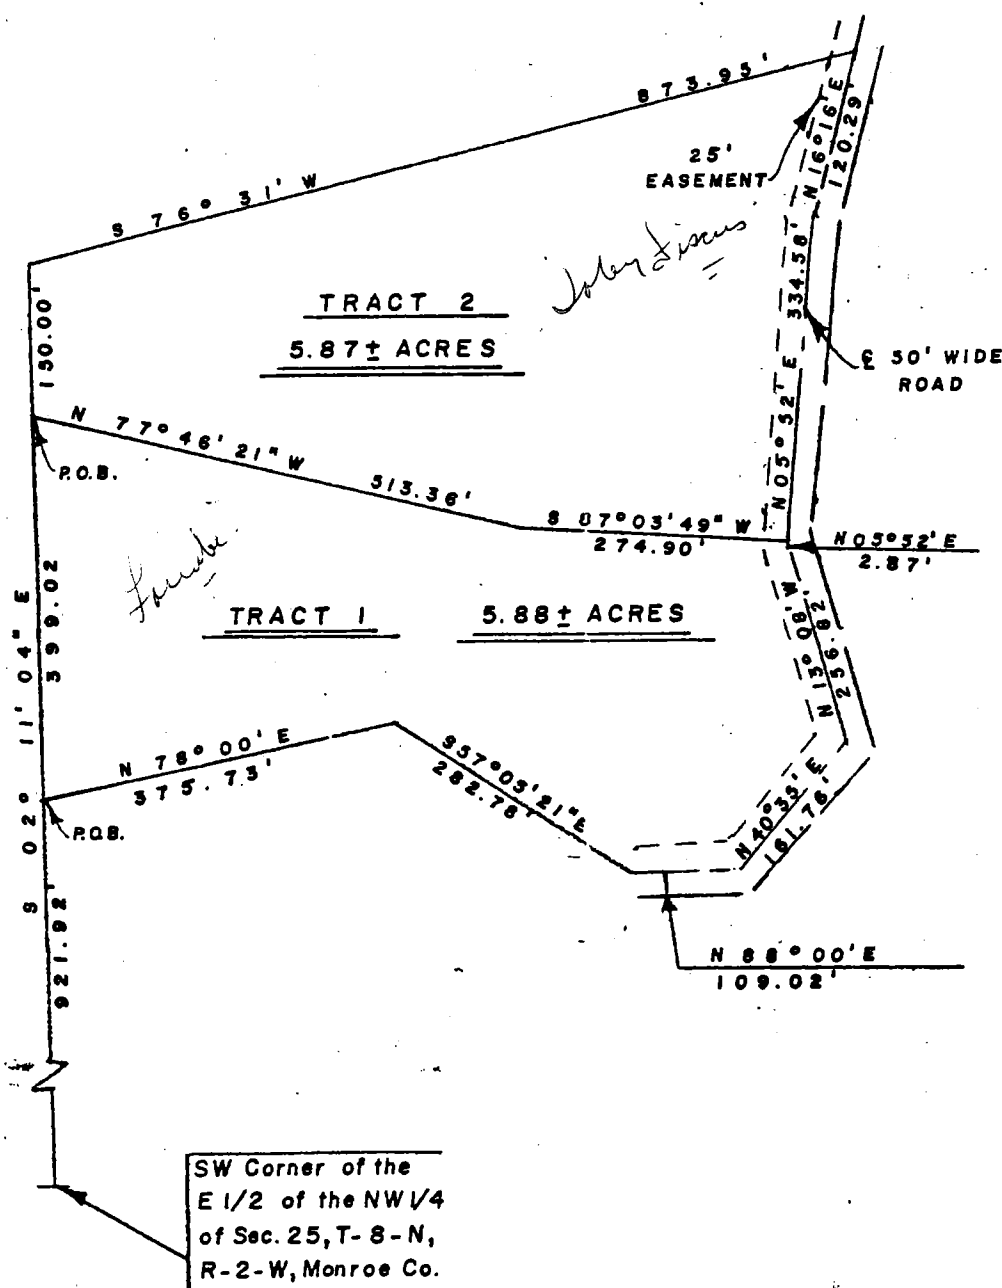 873.95'
S 76° 31' W
N 16°16' E
120.29'
25'
EASEMENT
150.00'
TRACT 2
5.87± ACRES
334.58'
N 05°52' E
℄ 50' WIDE
ROAD
N 77° 46' 21" W
513.36'
P.O.B.
S 87°03'49" W
274.90'
N 05°52' E
2.87'
S 02° 11' 04" E
399.02
TRACT 1
5.88± ACRES
N 15° 08' W
256.82'
N 78° 00' E
375.73'
S57°05'21"E
282.78'
N 40°35' E
161.76'
P.O.B.
921.92'
N 88° 00' E
109.02'
SW Corner of the
E 1/2 of the NW 1/4
of Sec. 25, T-8-N,
R-2-W, Monroe Co.